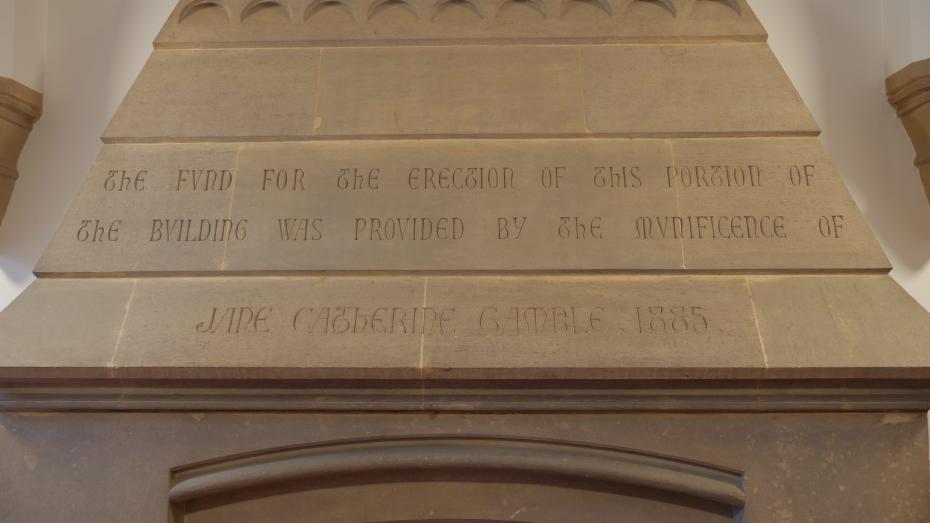 the FVND FOR the ERECTION OF thIS PORTION OF
the BVILDING WAS PROVIDED BY the MVNIFICENCE OF
JANE CATHERINE GAMBLE, 1885